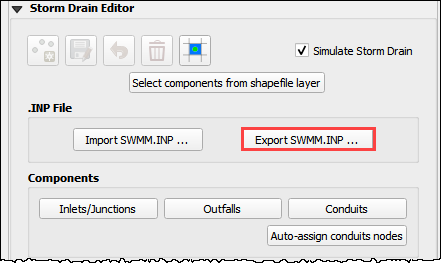 Storm Drain Editor
Simulate Storm Drain
Select components from shapefile layer
.INP File
Import SWMM.INP ... Export SWMM.INP ...
Components
Inlets/Junctions Outfalls Conduits
Auto-assign conduits nodes